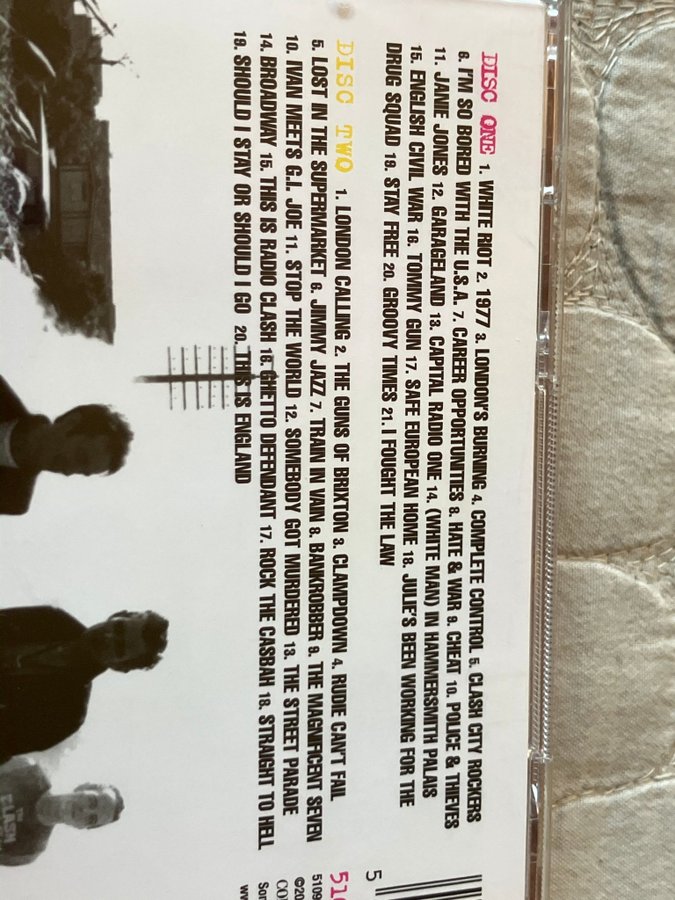 DISC ONE 1. WHITE RIOT 2. 1977 3. LONDON'S BURNING 4. COMPLETE CONTROL 5. CLASH CITY ROCKERS
6. I'M SO BORED WITH THE U.S.A. 7. CAREER OPPORTUNITIES 8. HATE & WAR 9. CHEAT 10. POLICE & THIEVES
11. JANIE JONES 12. GARAGELAND 13. CAPITAL RADIO ONE 14. (WHITE MAN) IN HAMMERSMITH PALAIS
15. ENGLISH CIVIL WAR 16. TOMMY GUN 17. SAFE EUROPEAN HOME 18. JULIE'S BEEN WORKING FOR THE
DRUG SQUAD 19. STAY FREE 20. GROOVY TIMES 21. I FOUGHT THE LAW
DISC TWO 1. LONDON CALLING 2. THE GUNS OF BRIXTON 3. CLAMPDOWN 4. RUDIE CAN'T FAIL
5. LOST IN THE SUPERMARKET 6. JIMMY JAZZ 7. TRAIN IN VAIN 8. BANKROBBER 9. THE MAGNIFICENT SEVEN
10. IVAN MEETS G.I. JOE 11. STOP THE WORLD 12. SOMEBODY GOT MURDERED 13. THE STREET PARADE
14. BROADWAY 15. THIS IS RADIO CLASH 16. GHETTO DEFENDANT 17. ROCK THE CASBAH 18. STRAIGHT TO HELL
19. SHOULD I STAY OR SHOULD I GO 20. THIS IS ENGLAND
5
510
5109
©20
CO
Son
ww
THE
CLASH